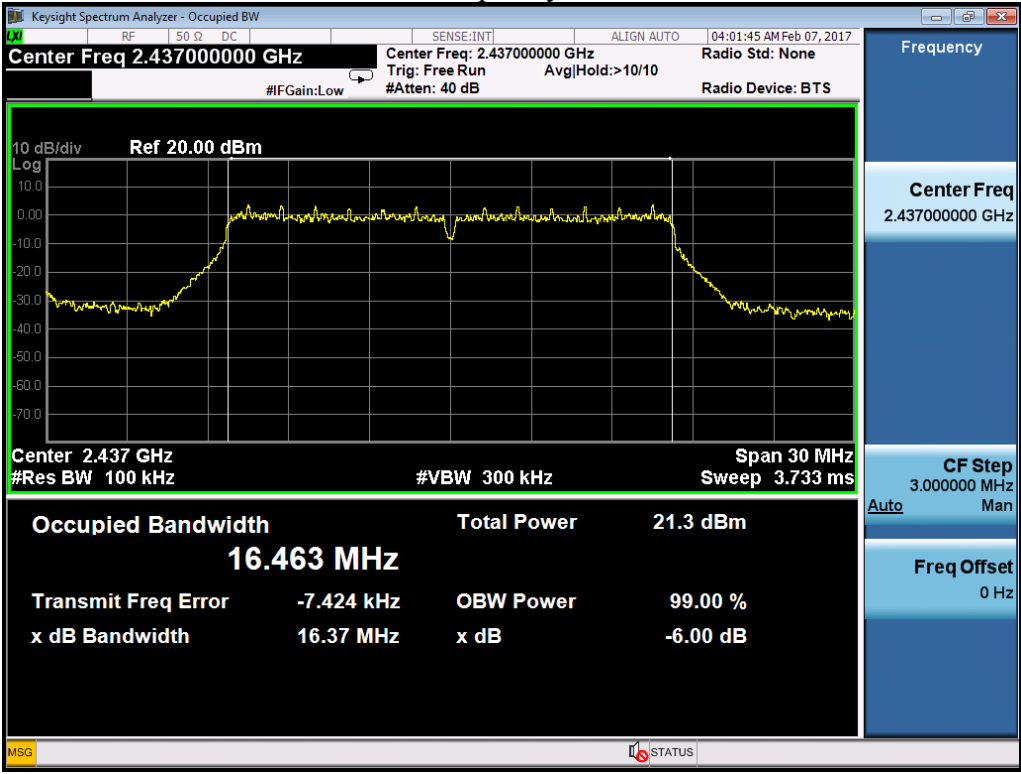 Keysight Spectrum Analyzer - Occupied BW
LXI RF 50 Ω DC SENSE:INT ALIGN AUTO 04:01:45 AM Feb 07, 2017
Center Freq 2.437000000 GHz
Center Freq: 2.437000000 GHz
Radio Std: None
Trig: Free Run Avg|Hold:>10/10
#IFGain:Low
#Atten: 40 dB
Radio Device: BTS
10 dB/div Ref 20.00 dBm
Log
10.0
0.00
-10.0
-20.0
-30.0
-40.0
-50.0
-60.0
-70.0
Center 2.437 GHz Span 30 MHz
#Res BW 100 kHz #VBW 300 kHz Sweep 3.733 ms
Occupied Bandwidth Total Power 21.3 dBm
16.463 MHz
Transmit Freq Error -7.424 kHz OBW Power 99.00 %
x dB Bandwidth 16.37 MHz x dB -6.00 dB
Frequency
Center Freq
2.437000000 GHz
CF Step
3.000000 MHz
Auto Man
Freq Offset
0 Hz
MSG STATUS